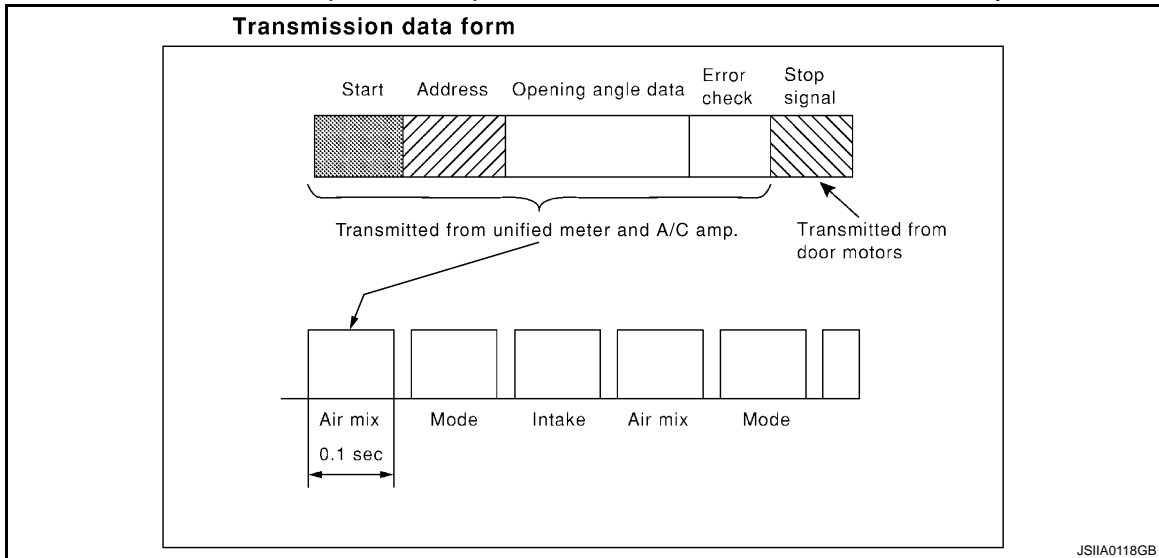 Transmission data form
Start
Address
Opening angle data
Error
check
Stop
signal
Transmitted from unified meter and A/C amp.
Transmitted from
door motors
Air mix
Mode
Intake
Air mix
Mode
0.1 sec
JSIIA0118GB